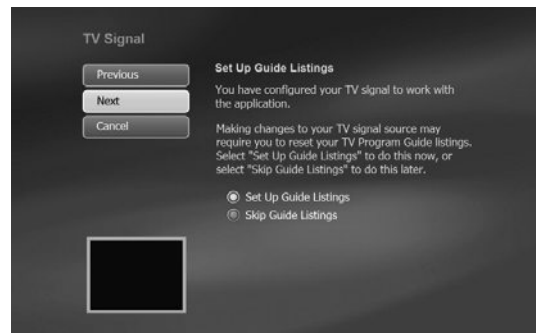 TV Signal
Previous
Next
Cancel
Set Up Guide Listings
You have configured your TV signal to work with
the application.
Making changes to your TV signal source may
require you to reset your TV Program Guide listings.
Select "Set Up Guide Listings" to do this now, or
select "Skip Guide Listings" to do this later.
Set Up Guide Listings
Skip Guide Listings